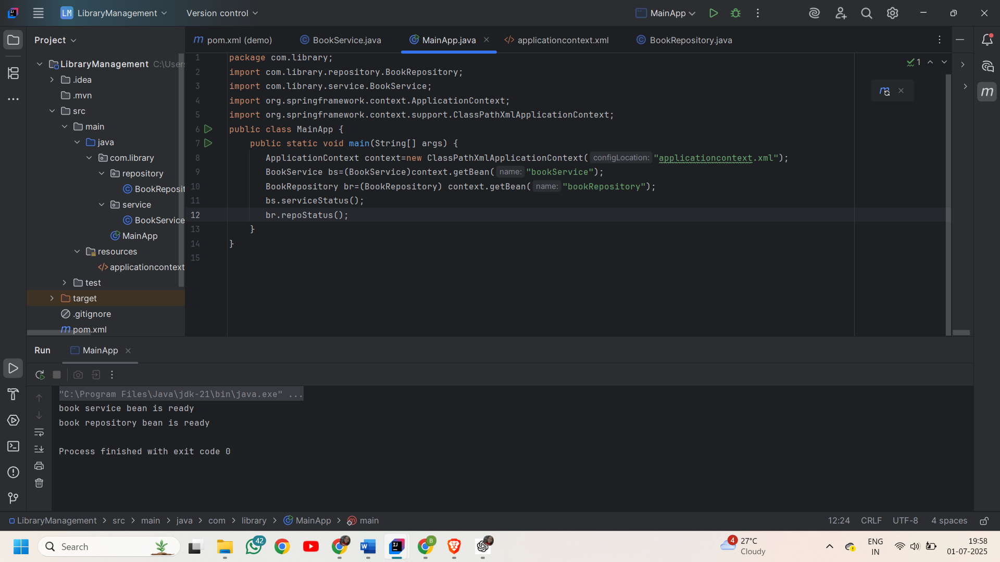 LM LibraryManagement Version control MainApp
Project
pom.xml (demo) BookService.java MainApp.java applicationcontext.xml BookRepository.java
LibraryManagement C:\Users
.idea
.mvn
src
main
java
com.library
repository
BookReposit
service
BookService
MainApp
resources
applicationcontext
test
target
.gitignore
pom.xml
1 package com.library;
2 import com.library.repository.BookRepository;
3 import com.library.service.BookService;
4 import org.springframework.context.ApplicationContext;
5 import org.springframework.context.support.ClassPathXmlApplicationContext;
6 public class MainApp {
7 public static void main(String[] args) {
8 ApplicationContext context=new ClassPathXmlApplicationContext( configLocation: "applicationcontext.xml");
9 BookService bs=(BookService)context.getBean( name: "bookService");
10 BookRepository br=(BookRepository) context.getBean( name: "bookRepository");
11 bs.serviceStatus();
12 br.repoStatus();
13 }
14 }
15
1
Run MainApp
"C:\Program Files\Java\jdk-21\bin\java.exe" ...
book service bean is ready
book repository bean is ready
Process finished with exit code 0
LibraryManagement > src > main > java > com > library > MainApp > main 12:24 CRLF UTF-8 4 spaces
Search
42
B
4
27°C
Cloudy
ENG
IN
19:58
01-07-2025